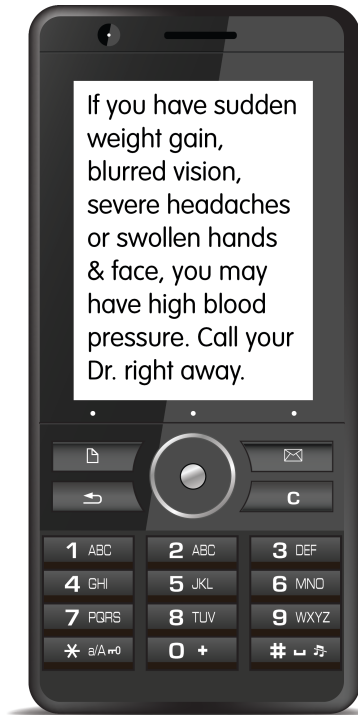 If you have sudden
weight gain,
blurred vision,
severe headaches
or swollen hands
& face, you may
have high blood
pressure. Call your
Dr. right away.
C
1 ABC 2 ABC 3 DEF
4 GHI 5 JKL 6 MNO
7 PQRS 8 TUV 9 WXYZ
* a/A 0 + #